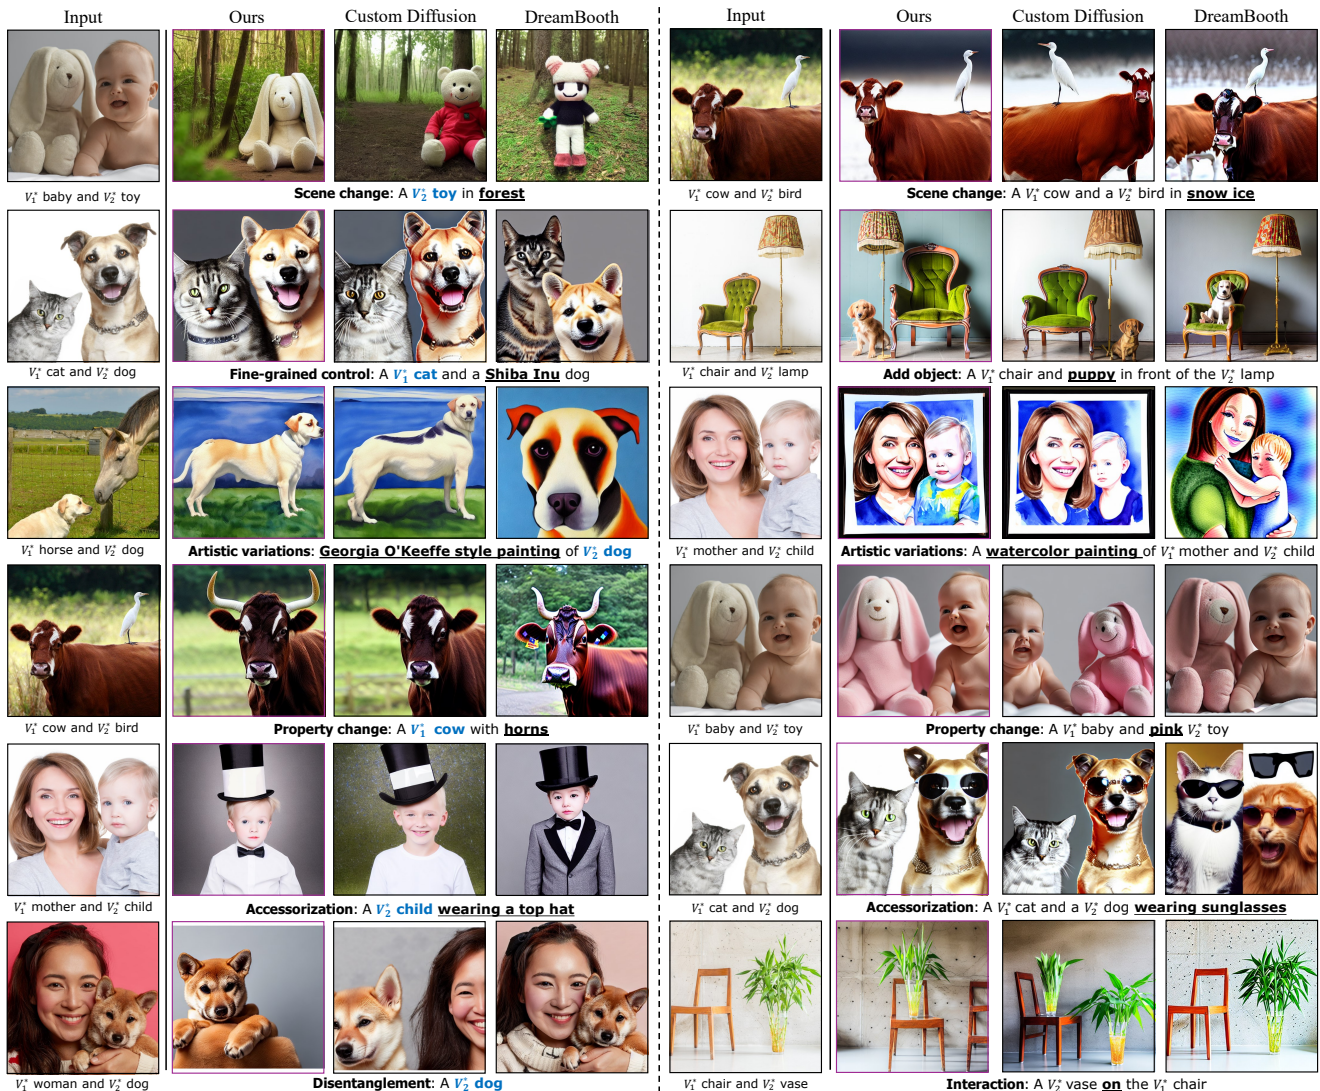 Input Ours Custom Diffusion DreamBooth Input Ours Custom Diffusion DreamBooth
V₁* baby and V₂* toy
Scene change: A V₂* toy in forest
V₁* cow and V₂* bird
Scene change: A V₁* cow and a V₂* bird in snow ice
V₁* cat and V₂* dog
Fine-grained control: A V₁* cat and a Shiba Inu dog
V₁* chair and V₂* lamp
Add object: A V₁* chair and puppy in front of the V₂* lamp
V₁* horse and V₂* dog
Artistic variations: Georgia O'Keeffe style painting of V₂* dog
V₁* mother and V₂* child
Artistic variations: A watercolor painting of V₁* mother and V₂* child
V₁* cow and V₂* bird
Property change: A V₁* cow with horns
V₁* baby and V₂* toy
Property change: A V₁* baby and pink V₂* toy
V₁* mother and V₂* child
Accessorization: A V₂* child wearing a top hat
V₁* cat and V₂* dog
Accessorization: A V₁* cat and a V₂* dog wearing sunglasses
V₁* woman and V₂* dog
Disentanglement: A V₂* dog
V₁* chair and V₂* vase
Interaction: A V₂* vase on the V₁* chair